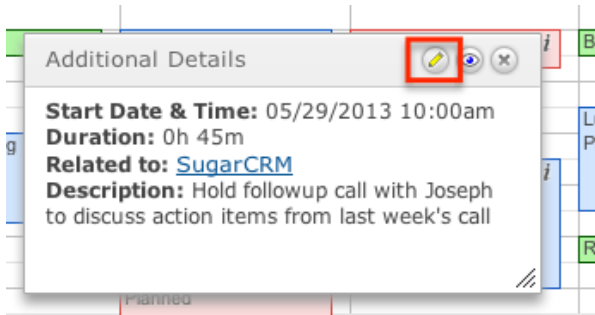 Additional Details
i
B
Start Date & Time: 05/29/2013 10:00am
Duration: 0h 45m
Related to: SugarCRM
Description: Hold followup call with Joseph
to discuss action items from last week's call
g
i
L
P
R
Planned